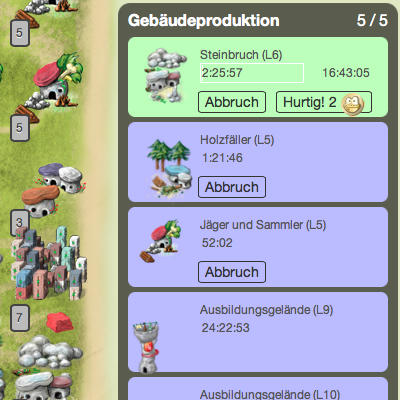 Gebäudeproduktion 5 / 5
Steinbruch (L6)
2:25:57 16:43:05
Abbruch Hurtig! 2
Holzfäller (L5)
1:21:46
Abbruch
Jäger und Sammler (L5)
52:02
Abbruch
Ausbildungsgelände (L9)
24:22:53
Ausbildungsgelände (L10)
5
5
3
7